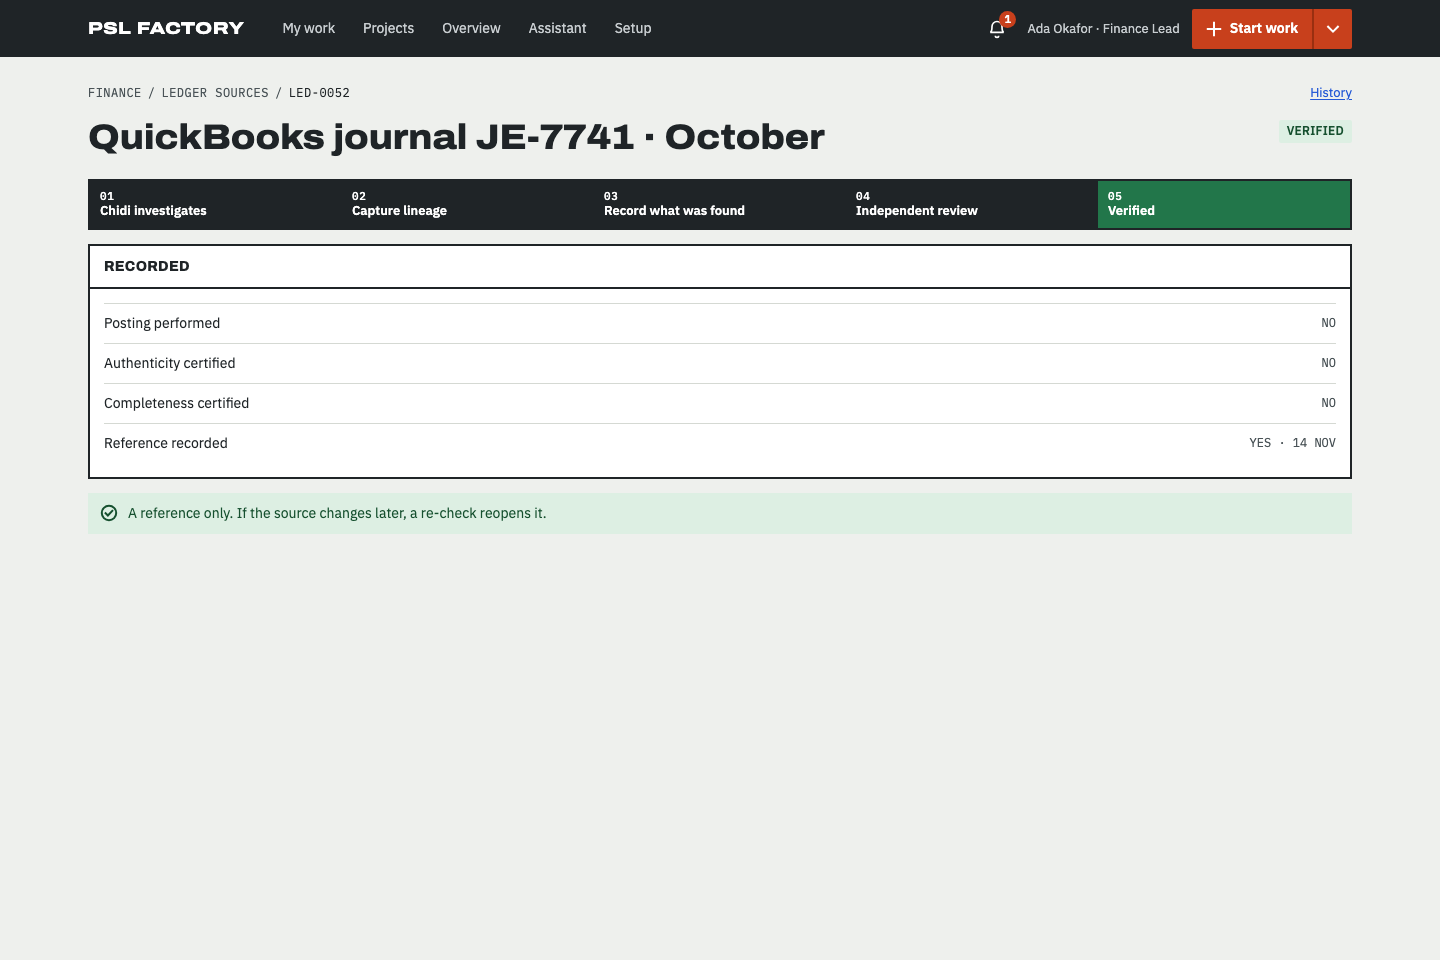 PSL FACTORY My work Projects Overview Assistant Setup 1 Ada Okafor · Finance Lead Start work
FINANCE / LEDGER SOURCES / LED-0052 History
QuickBooks journal JE-7741 · October VERIFIED
01 02 03 04 05
Chidi investigates Capture lineage Record what was found Independent review Verified
RECORDED
Posting performed NO
Authenticity certified NO
Completeness certified NO
Reference recorded YES · 14 NOV
A reference only. If the source changes later, a re-check reopens it.